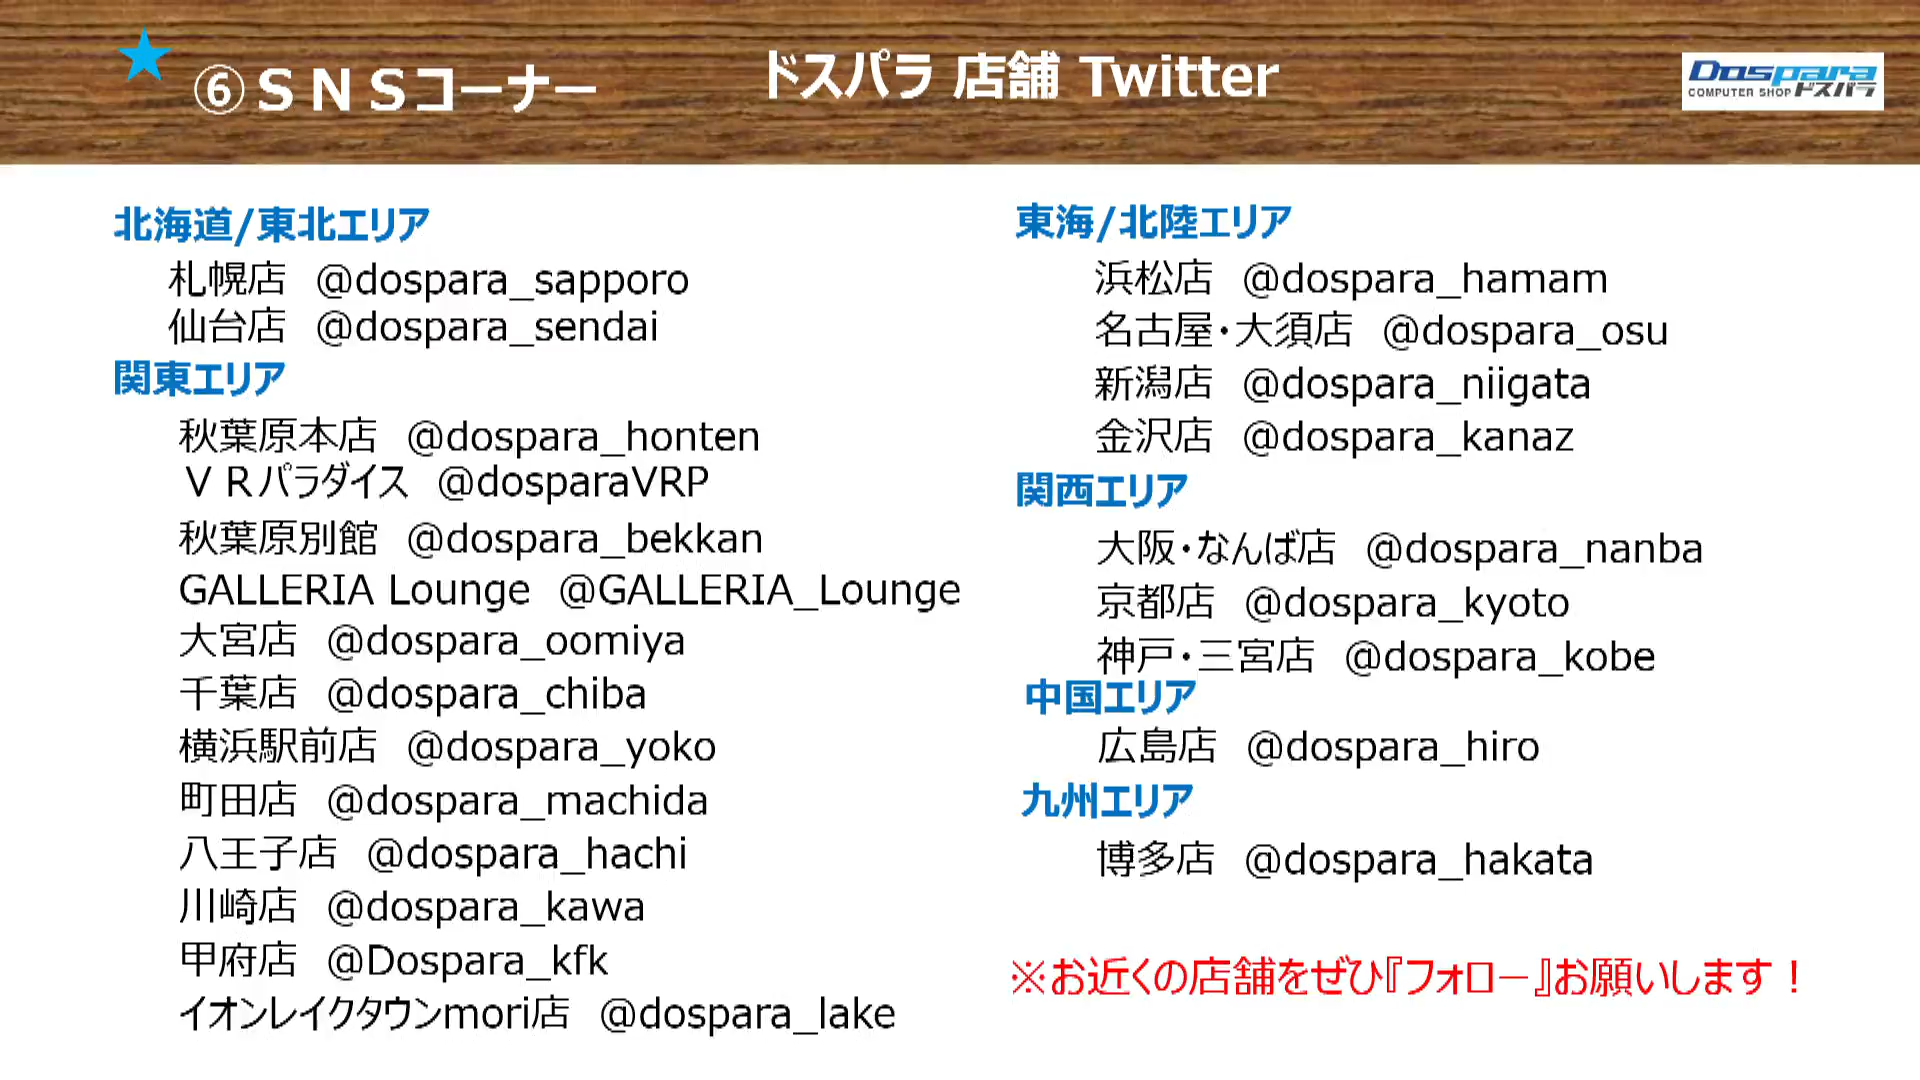 ⑥ＳＮＳコーナー
ドスパラ 店舗 Twitter
Dospara
COMPUTER SHOP ドスパラ
北海道/東北エリア
札幌店　@dospara_sapporo
仙台店　@dospara_sendai
関東エリア
秋葉原本店　@dospara_honten
ＶＲパラダイス　@dosparaVRP
秋葉原別館　@dospara_bekkan
GALLERIA Lounge　@GALLERIA_Lounge
大宮店　@dospara_oomiya
千葉店　@dospara_chiba
横浜駅前店　@dospara_yoko
町田店　@dospara_machida
八王子店　@dospara_hachi
川崎店　@dospara_kawa
甲府店　@Dospara_kfk
イオンレイクタウンmori店　@dospara_lake
東海/北陸エリア
浜松店　@dospara_hamam
名古屋・大須店　@dospara_osu
新潟店　@dospara_niigata
金沢店　@dospara_kanaz
関西エリア
大阪・なんば店　@dospara_nanba
京都店　@dospara_kyoto
神戸・三宮店　@dospara_kobe
中国エリア
広島店　@dospara_hiro
九州エリア
博多店　@dospara_hakata
※お近くの店舗をぜひ『フォロー』お願いします！